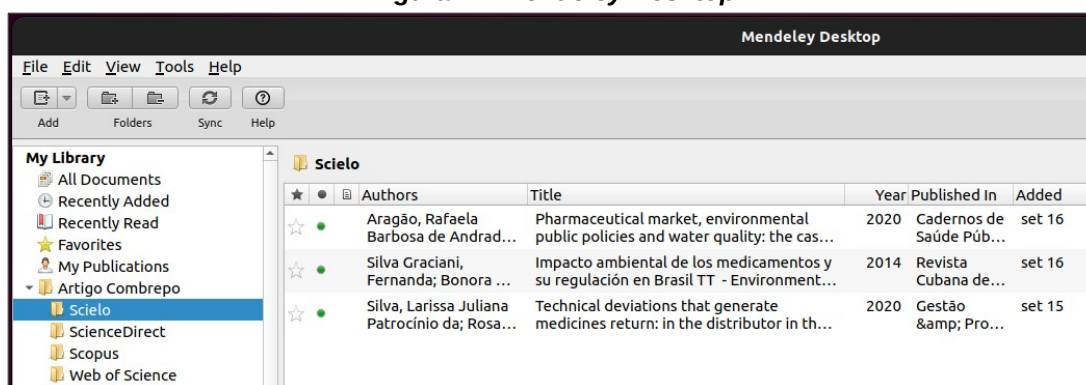 Mendeley Desktop
File Edit View Tools Help
Add Folders Sync Help
My Library
All Documents
Recently Added
Recently Read
Favorites
My Publications
Artigo Combrepo
Scielo
ScienceDirect
Scopus
Web of Science
Scielo
Authors Title Year Published In Added
Aragão, Rafaela Pharmaceutical market, environmental 2020 Cadernos de set 16
Barbosa de Andrad... public policies and water quality: the cas... Saúde Púb...
Silva Graciani, Impacto ambiental de los medicamentos y 2014 Revista set 16
Fernanda; Bonora ... su regulación en Brasil TT - Environment... Cubana de...
Silva, Larissa Juliana Technical deviations that generate 2020 Gestão set 15
Patrocínio da; Rosa... medicines return: in the distributor in th... &amp; Pro...